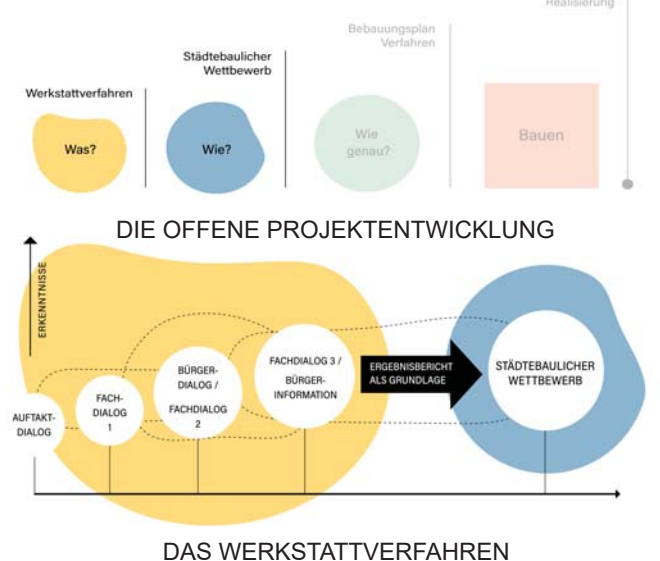 Realisierung
Bebauungsplan
Verfahren
Städtebaulicher
Wettbewerb
Werkstattverfahren
Was?
Wie?
Wie
genau?
Bauen
DIE OFFENE PROJEKTENTWICKLUNG
ERKENNTNISSE
AUFTAKT-
DIALOG
FACH-
DIALOG
1
BÜRGER-
DIALOG /
FACHDIALOG
2
FACHDIALOG 3 /
BÜRGER-
INFORMATION
ERGEBNISBERICHT
ALS GRUNDLAGE
STÄDTEBAULICHER
WETTBEWERB
DAS WERKSTATTVERFAHREN